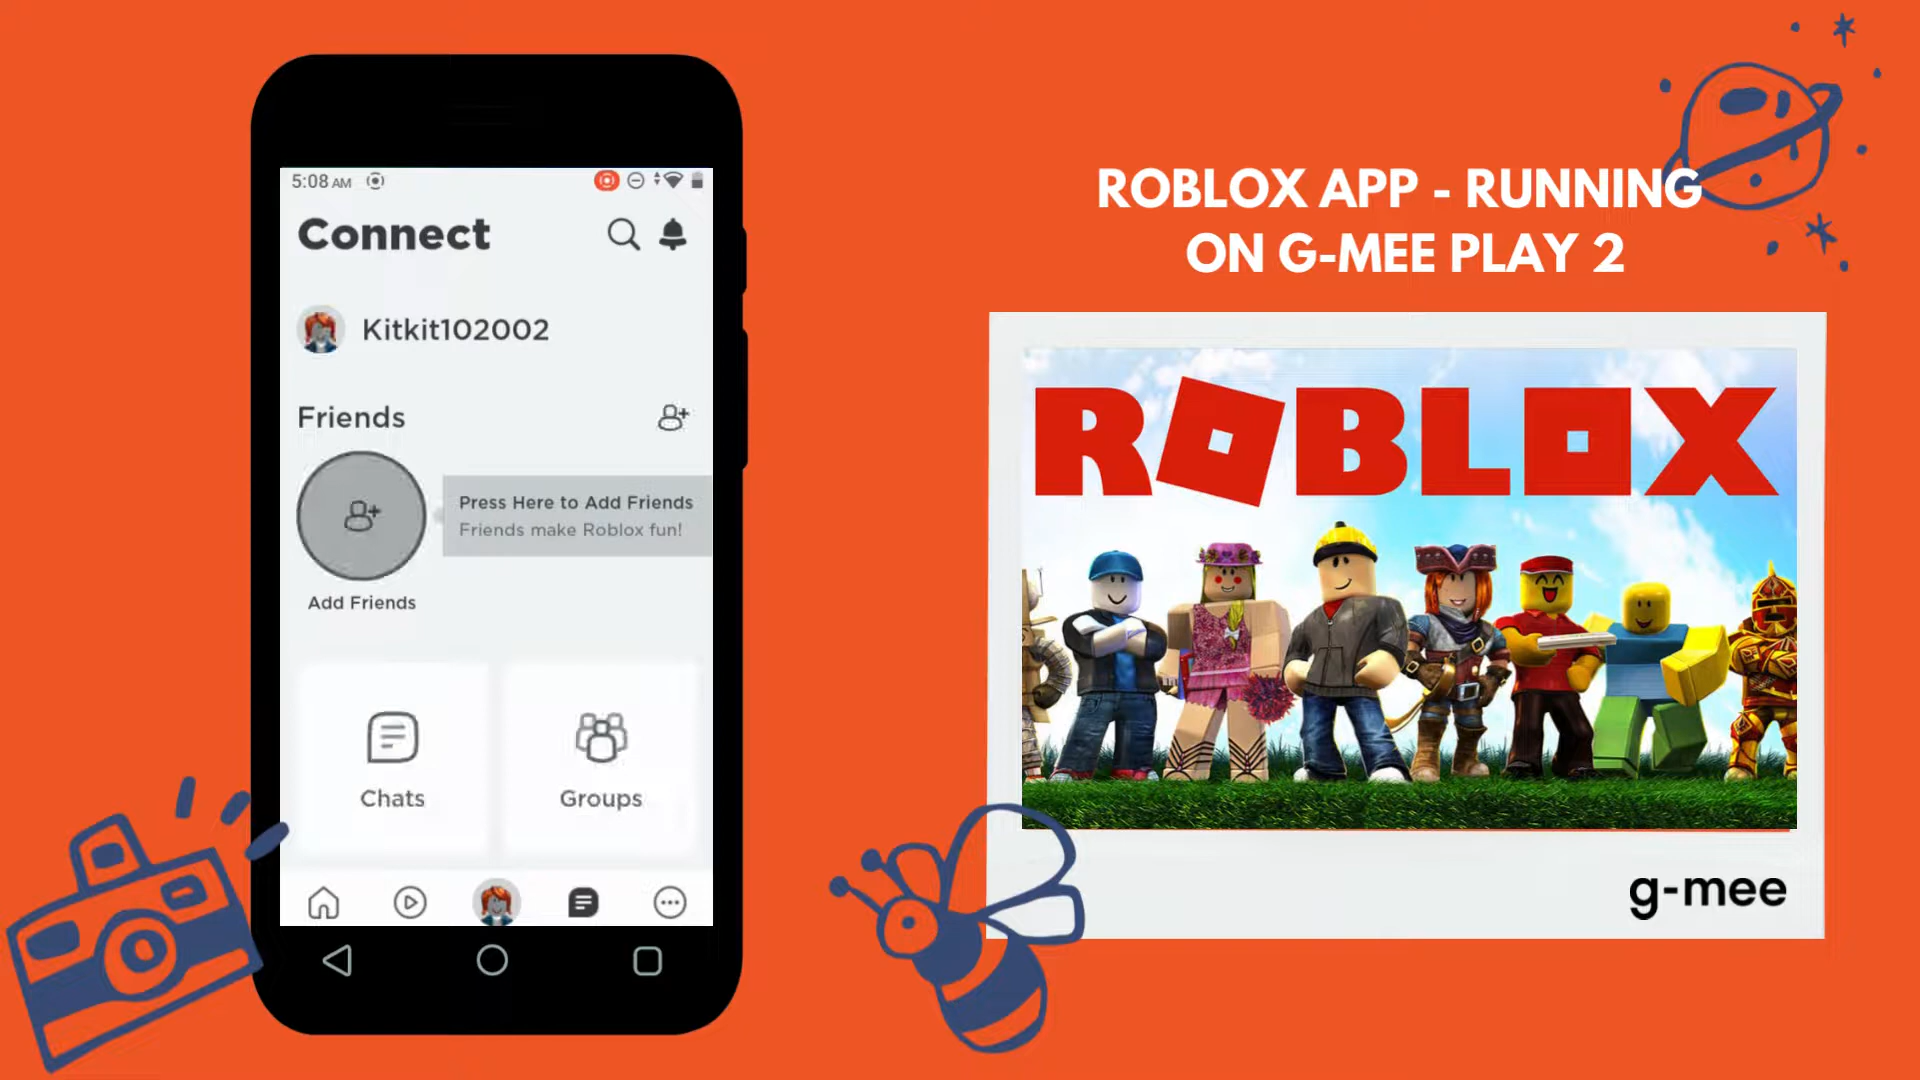 5:08 AM
Connect
Kitkit102002
Friends
Press Here to Add Friends
Friends make Roblox fun!
Add Friends
Chats
Groups
ROBLOX APP - RUNNING
ON G-MEE PLAY 2
ROBLOX
g-mee